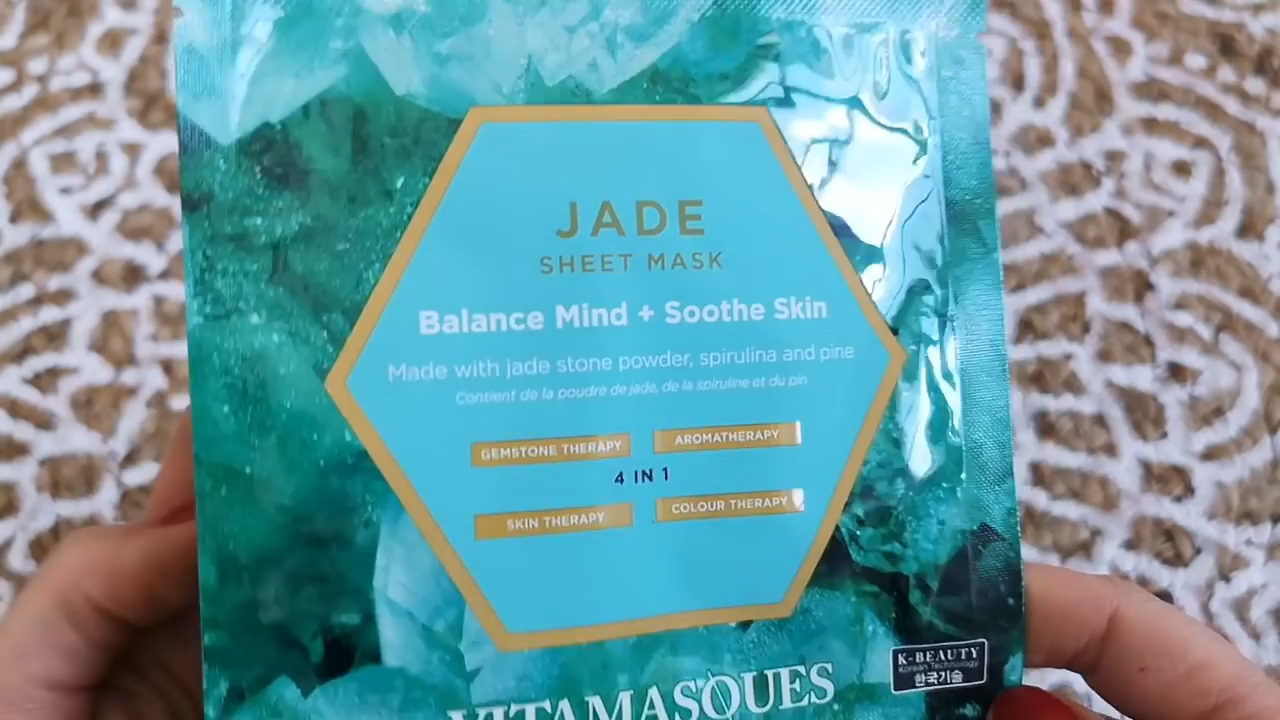 JADE
SHEET MASK
Balance Mind + Soothe Skin
Made with jade stone powder, spirulina and pine
Contient de la poudre de jade, de la spiruline et du pin
GEMSTONE THERAPY
AROMATHERAPY
4 IN 1
SKIN THERAPY
COLOUR THERAPY
VITAMASQUES
K-BEAUTY
Korean Technology
한국기술